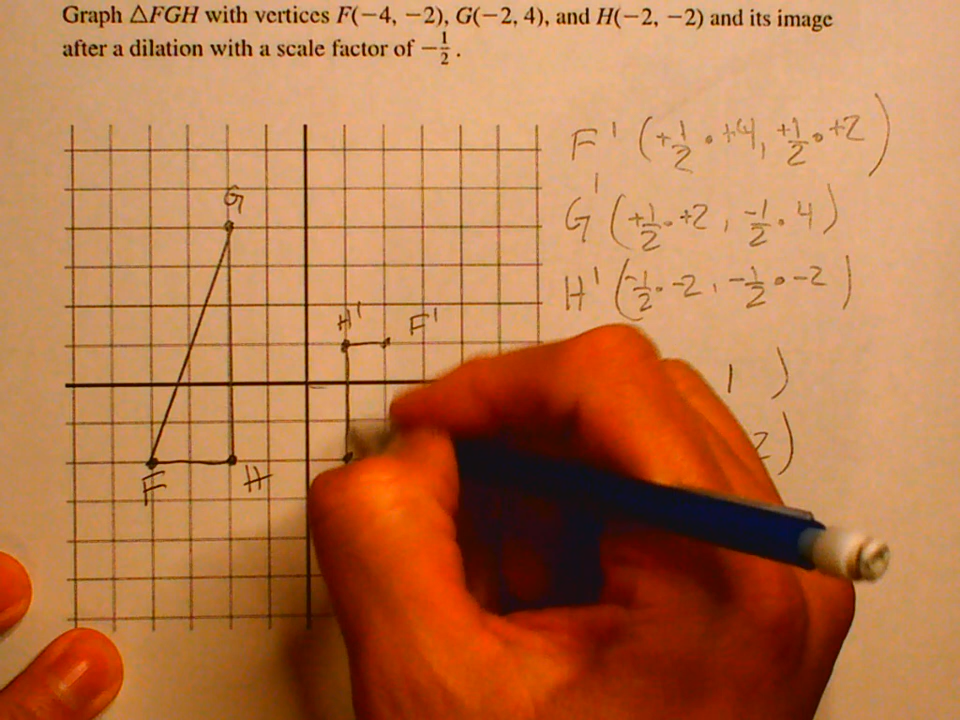 Graph △FGH with vertices F(−4, −2), G(−2, 4), and H(−2, −2) and its image
after a dilation with a scale factor of −1/2 .
F' (+1/2 · +4, +1/2 · +2)
G' (+1/2 · +2, -1/2 · 4)
H' (-1/2 · -2, -1/2 · -2)
G
H' F'
1 )
2)
F H